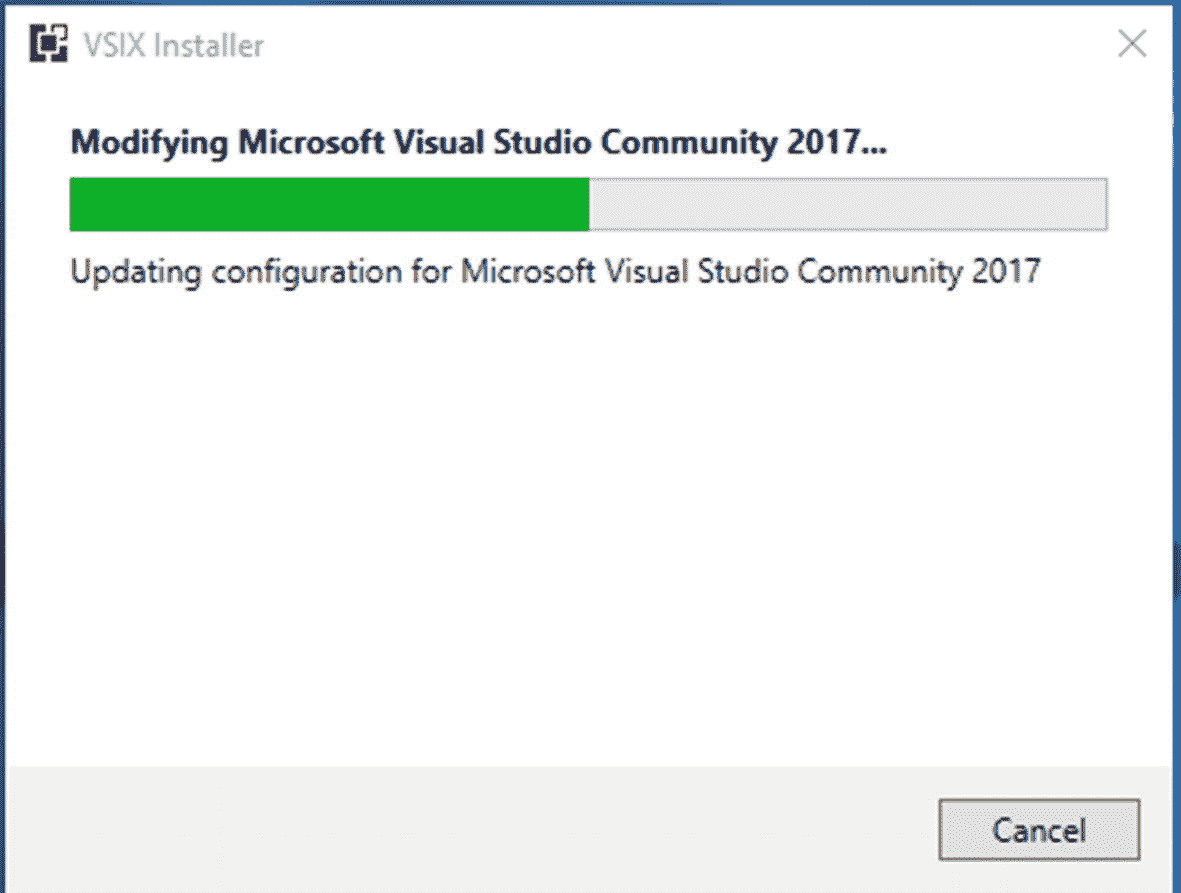 VSIX Installer
Modifying Microsoft Visual Studio Community 2017...
Updating configuration for Microsoft Visual Studio Community 2017
Cancel